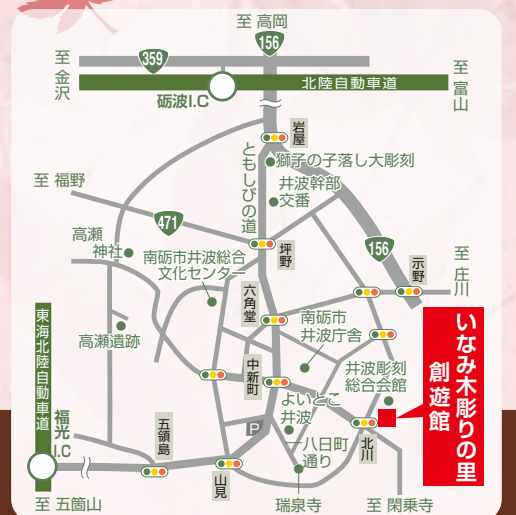 至 高岡
156
359
至 金沢
北陸自動車道
砺波I.C
至 富山
岩屋
獅子の子落し大彫刻
ともしびの道
井波幹部
交番
至 福野
471
156
高瀬
神社
南砺市井波総合
文化センター
坪野
示野
至 庄川
六角堂
南砺市
井波庁舎
高瀬遺跡
東海北陸自動車道
中新町
井波彫刻
総合会館
いなみ木彫りの里
創遊館
よいとこ
井波
福光
I.C
五領島
P
八日町
通り
北川
山見
至 五箇山
瑞泉寺
至 閑乗寺